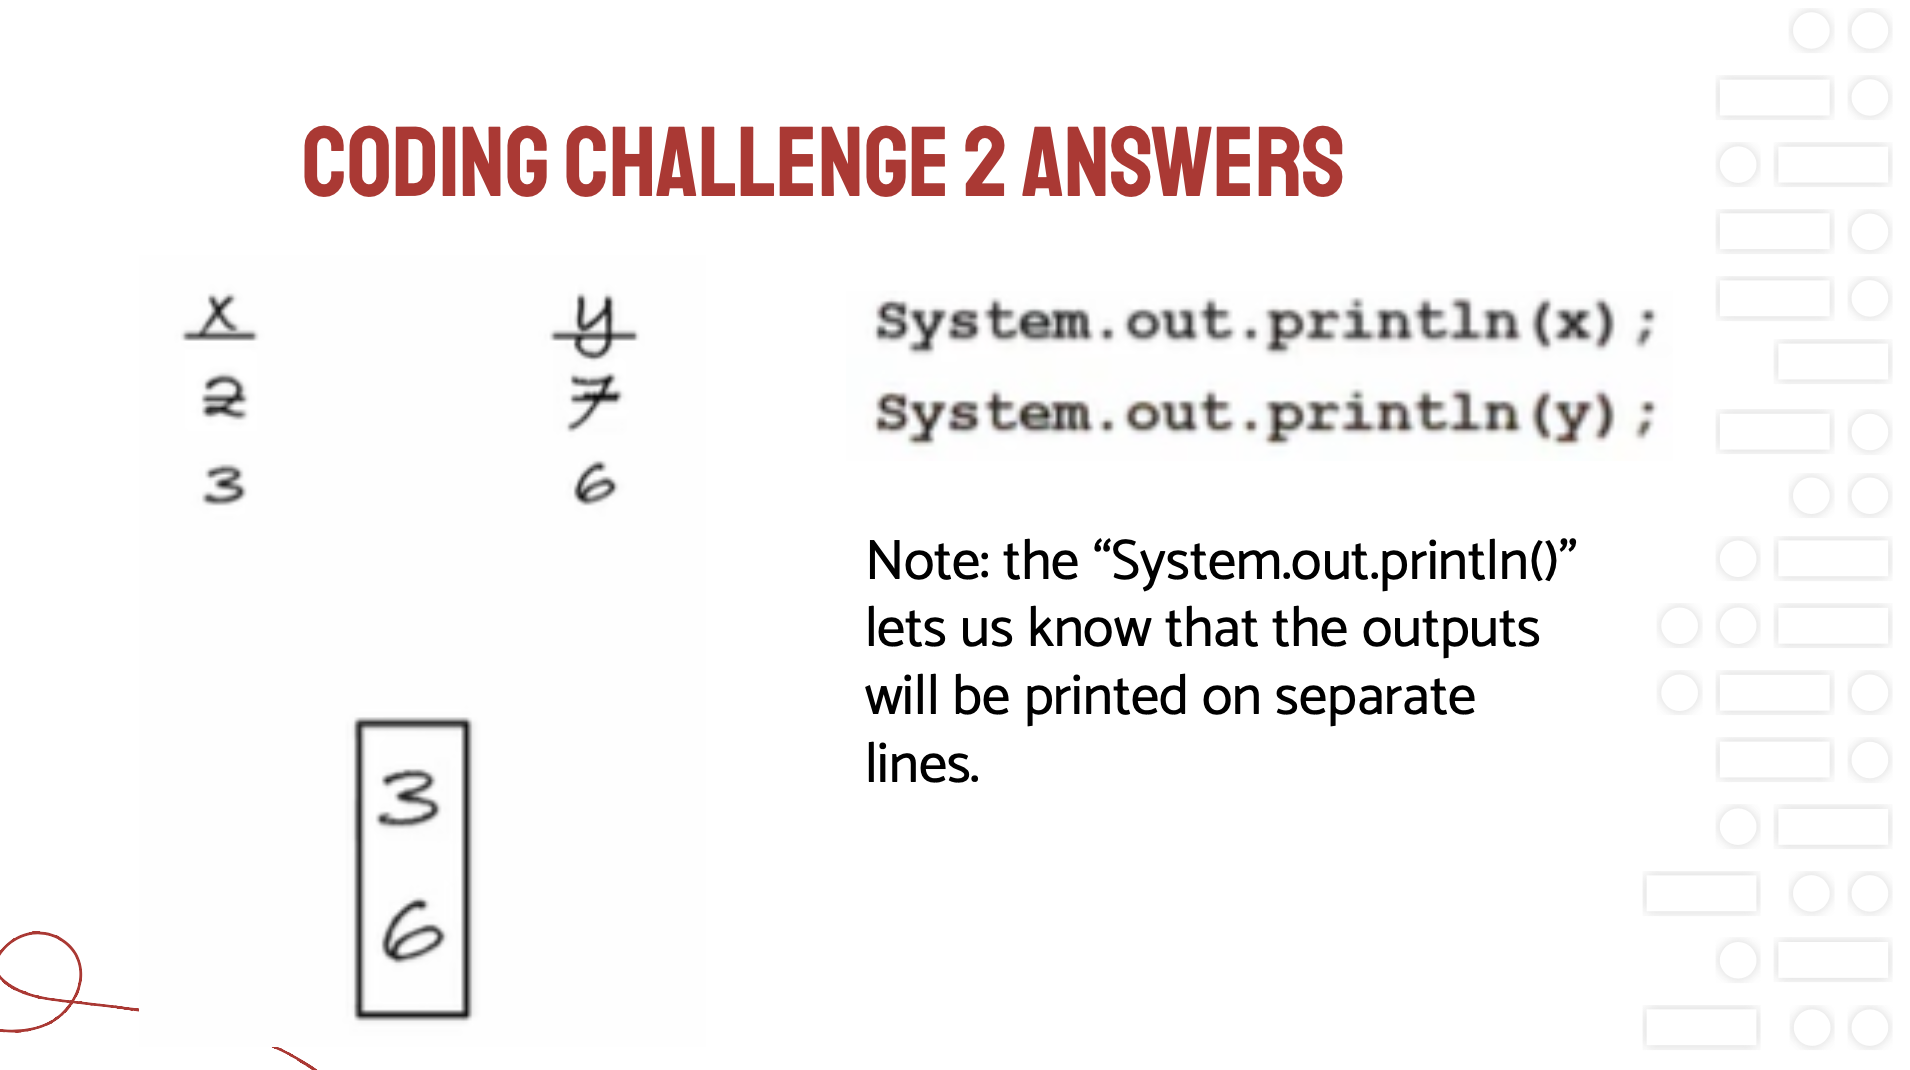 CODING CHALLENGE 2 ANSWERS
x y
2 7
3 6
3
6
System.out.println(x);
System.out.println(y);
Note: the “System.out.println()”
lets us know that the outputs
will be printed on separate
lines.